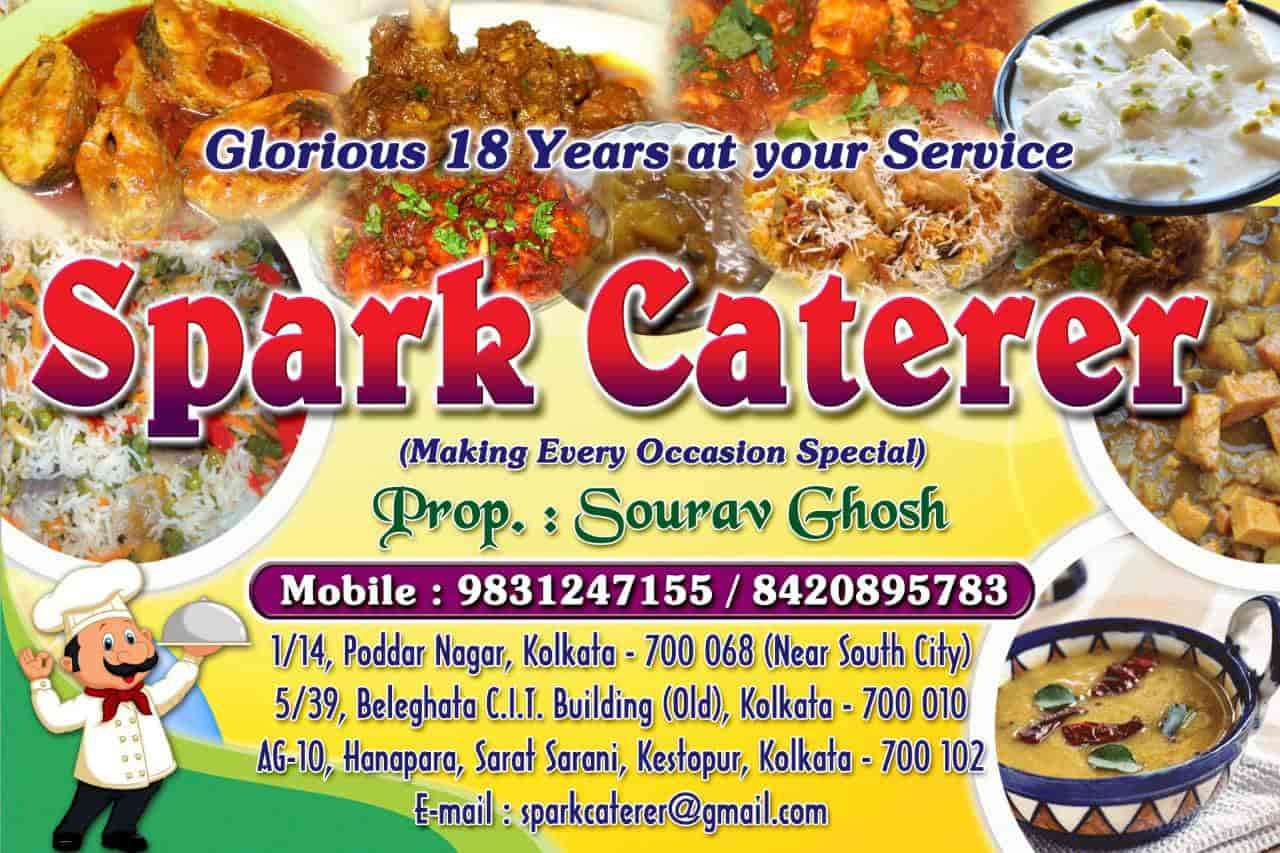 Glorious 18 Years at your Service
Spark Caterer
(Making Every Occasion Special)
Prop. : Sourav Ghosh
Mobile : 9831247155 / 8420895783
1/14, Poddar Nagar, Kolkata - 700 068 (Near South City)
5/39, Beleghata C.I.T. Building (Old), Kolkata - 700 010
AG-10, Hanapara, Sarat Sarani, Kestopur, Kolkata - 700 102
E-mail : sparkcaterer@gmail.com